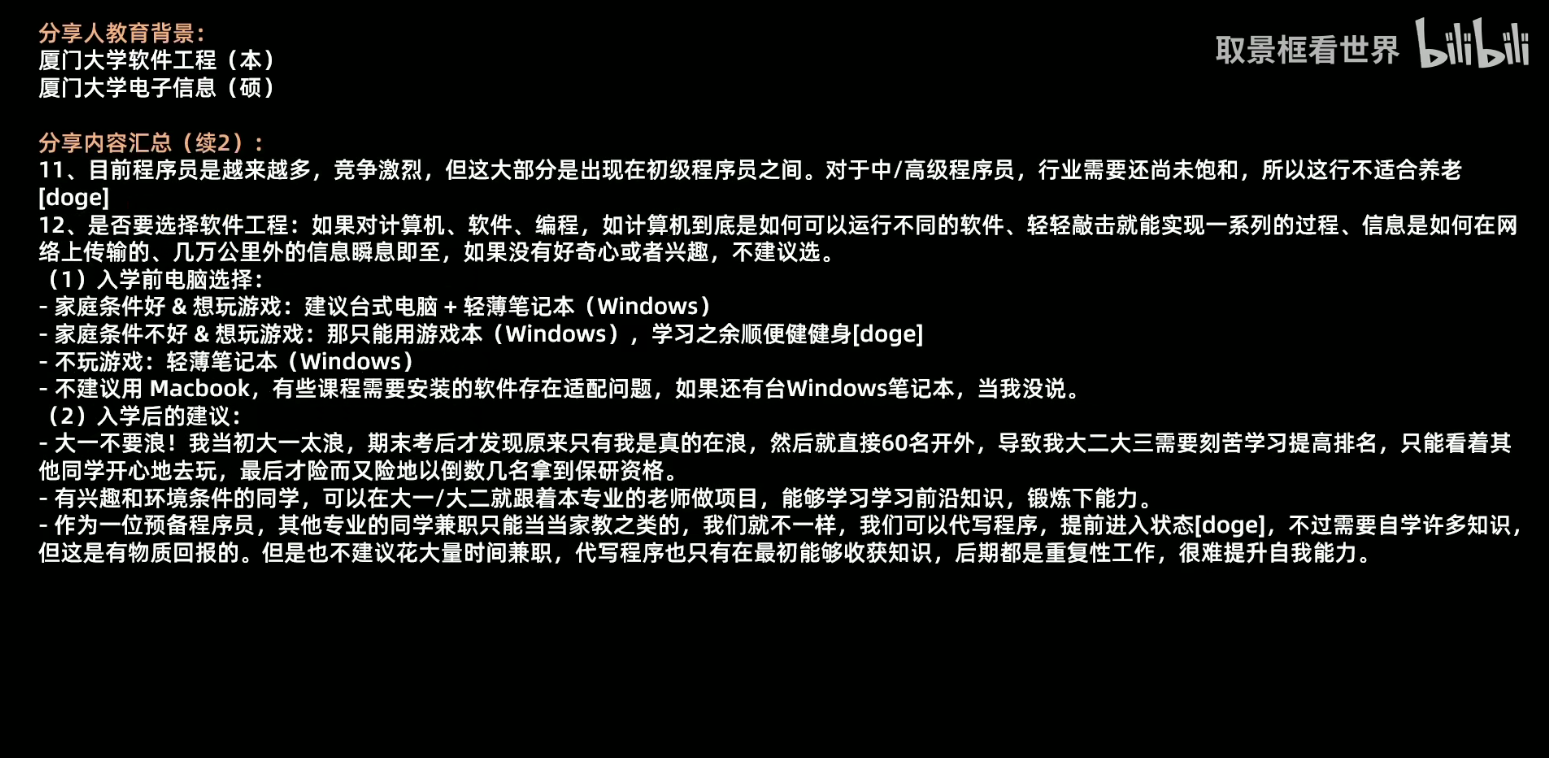 分享人教育背景：
厦门大学软件工程（本）
厦门大学电子信息（硕）
取景框看世界 bilibili
分享内容汇总（续2）：
11、目前程序员是越来越多，竞争激烈，但这大部分是出现在初级程序员之间。对于中/高级程序员，行业需要还尚未饱和，所以这行不适合养老
[doge]
12、是否要选择软件工程：如果对计算机、软件、编程，如计算机到底是如何可以运行不同的软件、轻轻敲击就能实现一系列的过程、信息是如何在网
络上传输的、几万公里外的信息瞬息即至，如果没有好奇心或者兴趣，不建议选。
（1）入学前电脑选择：
- 家庭条件好 & 想玩游戏：建议台式电脑 + 轻薄笔记本（Windows）
- 家庭条件不好 & 想玩游戏：那只能用游戏本（Windows），学习之余顺便健健身[doge]
- 不玩游戏：轻薄笔记本（Windows）
- 不建议用 Macbook，有些课程需要安装的软件存在适配问题，如果还有台Windows笔记本，当我没说。
（2）入学后的建议：
- 大一不要浪！我当初大一太浪，期末考后才发现原来只有我是真的在浪，然后就直接60名开外，导致我大二大三需要刻苦学习提高排名，只能看着其
他同学开心地去玩，最后才险而又险地以倒数几名拿到保研资格。
- 有兴趣和环境条件的同学，可以在大一/大二就跟着本专业的老师做项目，能够学习学习前沿知识，锻炼下能力。
- 作为一位预备程序员，其他专业的同学兼职只能当当家教之类的，我们就不一样，我们可以代写程序，提前进入状态[doge]，不过需要自学许多知识，
但这是有物质回报的。但是也不建议花大量时间兼职，代写程序也只有在最初能够收获知识，后期都是重复性工作，很难提升自我能力。